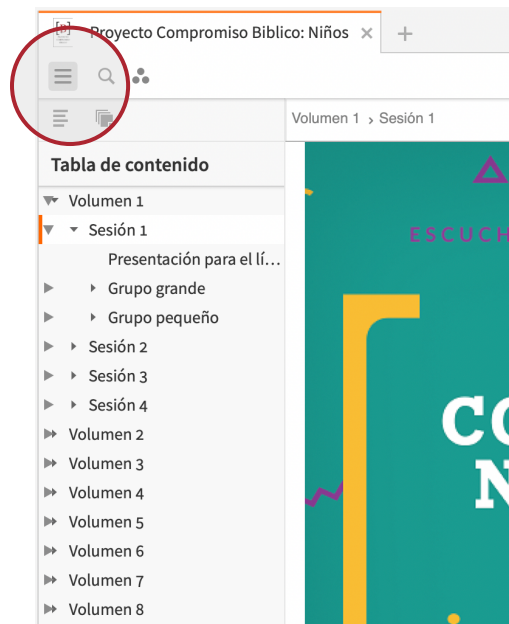 Proyecto Compromiso Biblico: Niños
Volumen 1 › Sesión 1
Tabla de contenido
Volumen 1
Sesión 1
Presentación para el lí…
Grupo grande
Grupo pequeño
Sesión 2
Sesión 3
Sesión 4
Volumen 2
Volumen 3
Volumen 4
Volumen 5
Volumen 6
Volumen 7
Volumen 8
ESCUCH
CO
N